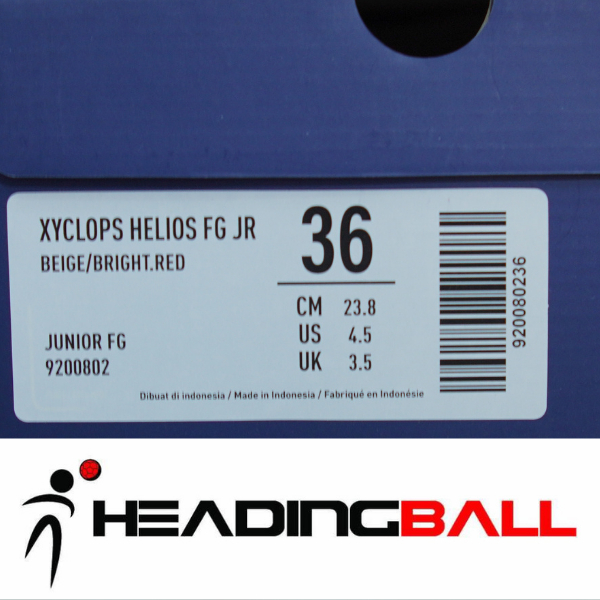 XYCLOPS HELIOS FG JR
BEIGE/BRIGHT.RED
JUNIOR FG
9200802
36
CM 23.8
US 4.5
UK 3.5
920080236
Dibuat di indonesia / Made in Indonesia / Fabriqué en Indonésie
HEADINGBALL